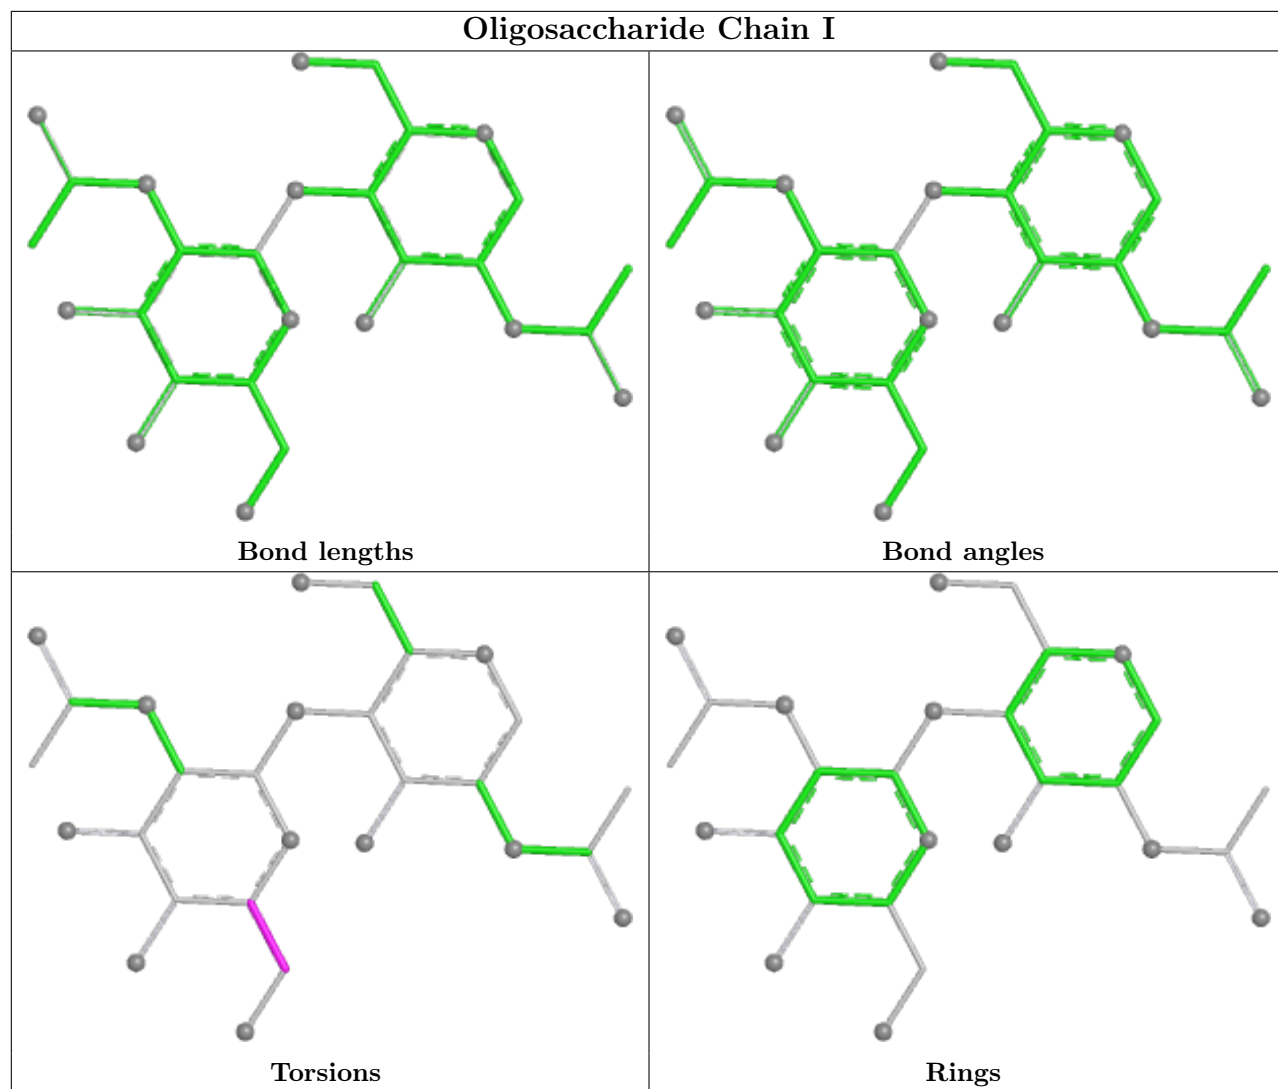 Oligosaccharide Chain I
Bond lengths
Bond angles
Torsions
Rings